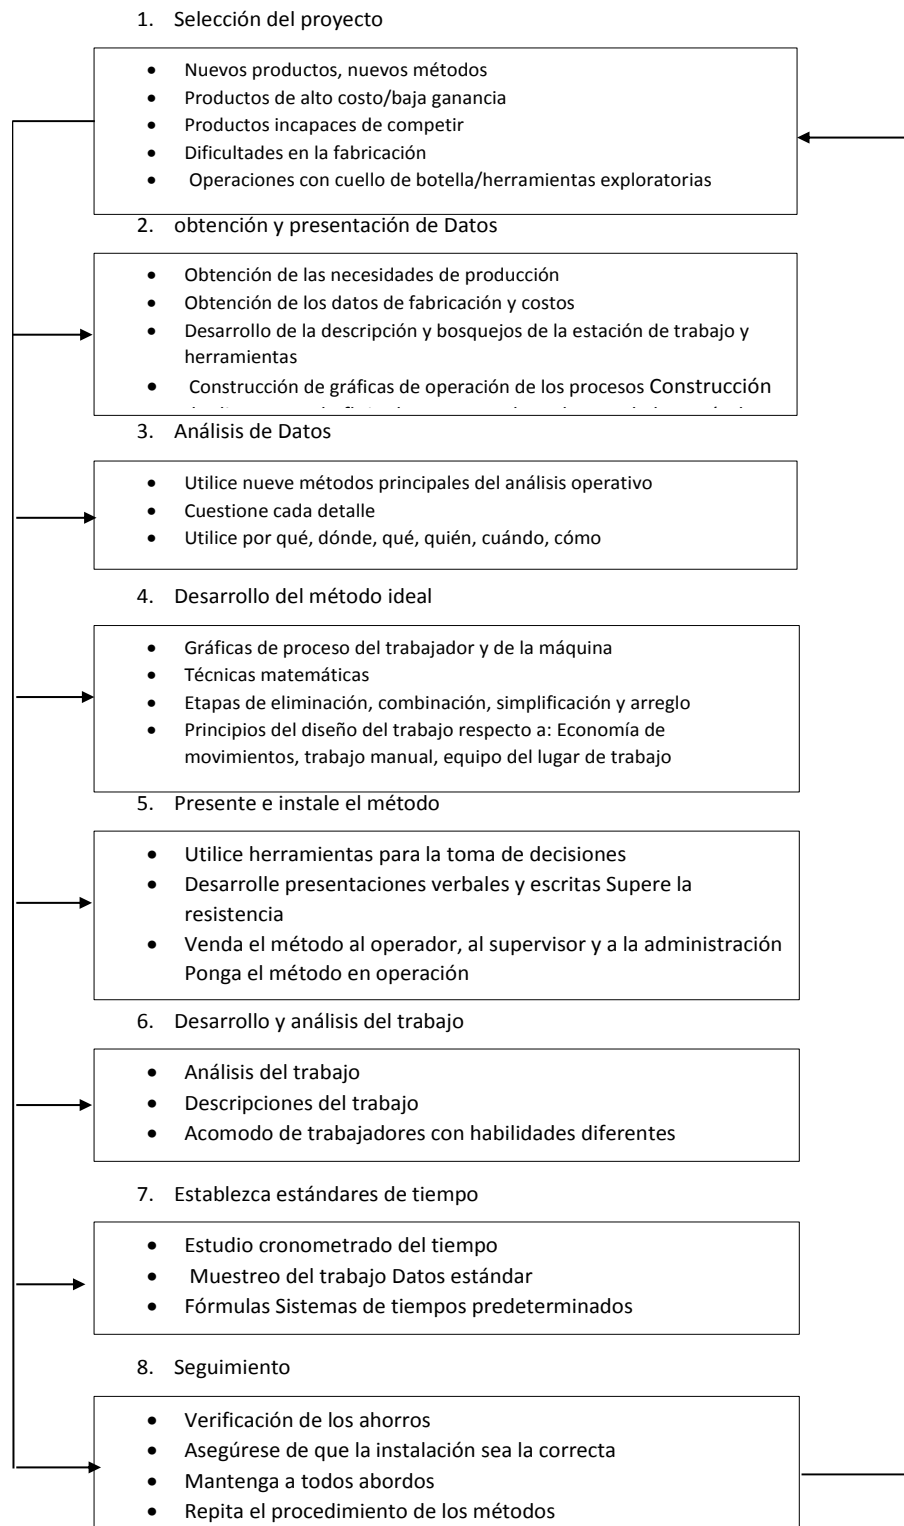 1. Selección del proyecto
• Nuevos productos, nuevos métodos
• Productos de alto costo/baja ganancia
• Productos incapaces de competir
• Dificultades en la fabricación
• Operaciones con cuello de botella/herramientas exploratorias
2. obtención y presentación de Datos
• Obtención de las necesidades de producción
• Obtención de los datos de fabricación y costos
• Desarrollo de la descripción y bosquejos de la estación de trabajo y
herramientas
• Construcción de gráficas de operación de los procesos Construcción
3. Análisis de Datos
• Utilice nueve métodos principales del análisis operativo
• Cuestione cada detalle
• Utilice por qué, dónde, qué, quién, cuándo, cómo
4. Desarrollo del método ideal
• Gráficas de proceso del trabajador y de la máquina
• Técnicas matemáticas
• Etapas de eliminación, combinación, simplificación y arreglo
• Principios del diseño del trabajo respecto a: Economía de
movimientos, trabajo manual, equipo del lugar de trabajo
5. Presente e instale el método
• Utilice herramientas para la toma de decisiones
• Desarrolle presentaciones verbales y escritas Supere la
resistencia
• Venda el método al operador, al supervisor y a la administración
Ponga el método en operación
6. Desarrollo y análisis del trabajo
• Análisis del trabajo
• Descripciones del trabajo
• Acomodo de trabajadores con habilidades diferentes
7. Establezca estándares de tiempo
• Estudio cronometrado del tiempo
• Muestreo del trabajo Datos estándar
• Fórmulas Sistemas de tiempos predeterminados
8. Seguimiento
• Verificación de los ahorros
• Asegúrese de que la instalación sea la correcta
• Mantenga a todos abordos
• Repita el procedimiento de los métodos